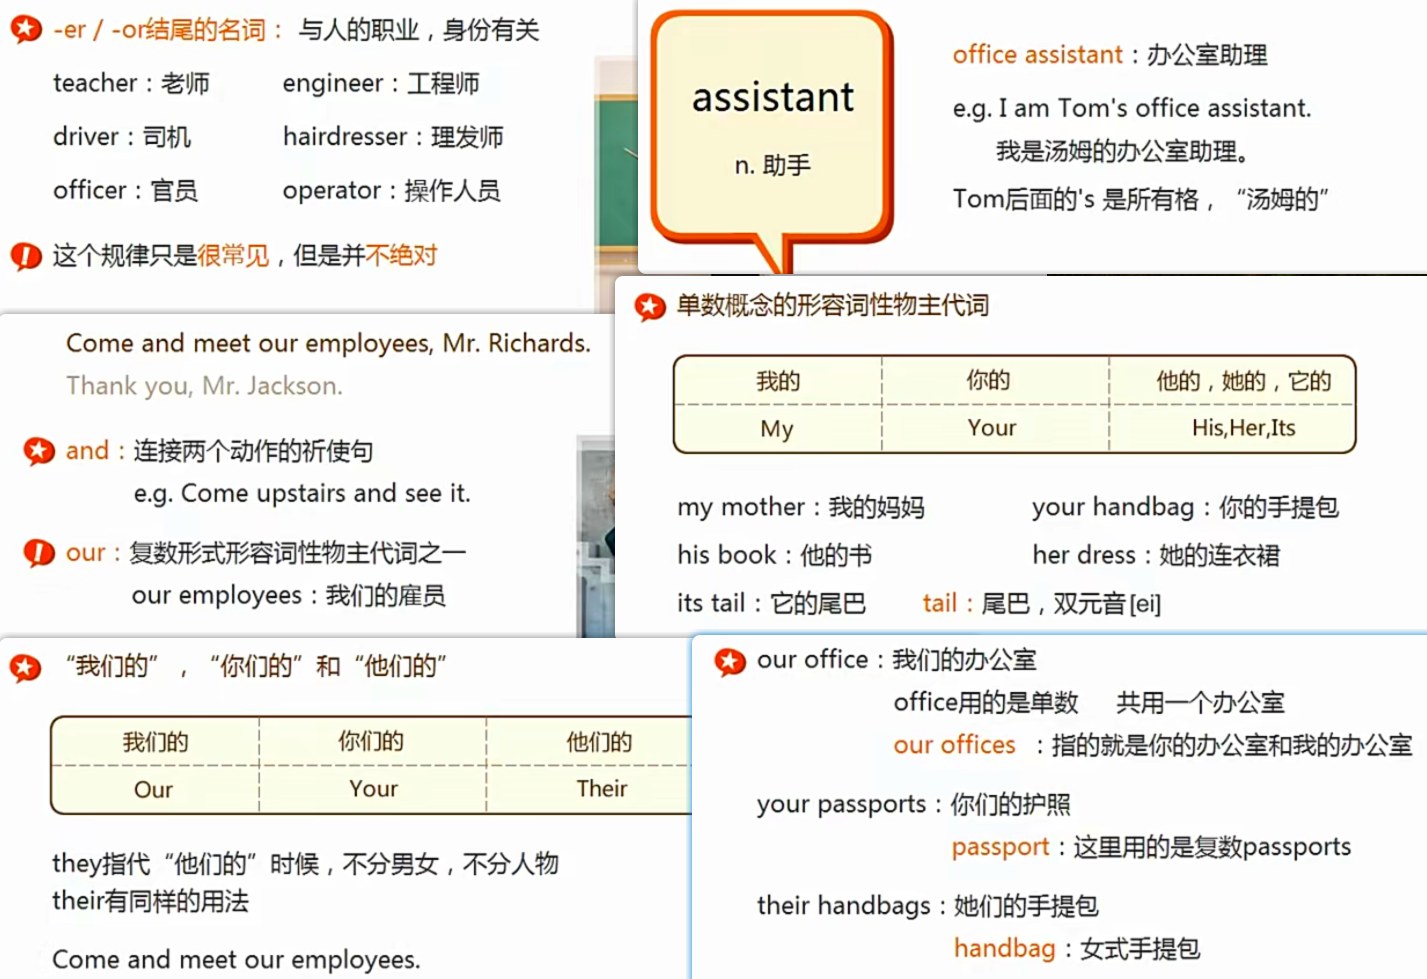 -er / -or结尾的名词： 与人的职业，身份有关
teacher：老师 engineer：工程师
driver：司机 hairdresser：理发师
officer：官员 operator：操作人员
这个规律只是很常见，但是并不绝对
assistant
n. 助手
office assistant：办公室助理
e.g. I am Tom's office assistant.
我是汤姆的办公室助理。
Tom后面的's 是所有格，“汤姆的”
Come and meet our employees, Mr. Richards.
Thank you, Mr. Jackson.
and：连接两个动作的祈使句
e.g. Come upstairs and see it.
our：复数形式形容词性物主代词之一
our employees：我们的雇员
单数概念的形容词性物主代词
我的 你的 他的，她的，它的
My Your His,Her,Its
my mother：我的妈妈 your handbag：你的手提包
his book：他的书 her dress：她的连衣裙
its tail：它的尾巴 tail：尾巴，双元音[ei]
“我们的”，“你们的”和“他们的”
我们的 你们的 他们的
Our Your Their
they指代“他们的”时候，不分男女，不分人物
their有同样的用法
Come and meet our employees.
our office：我们的办公室
office用的是单数 共用一个办公室
our offices ：指的就是你的办公室和我的办公室
your passports：你们的护照
passport：这里用的是复数passports
their handbags：她们的手提包
handbag：女式手提包